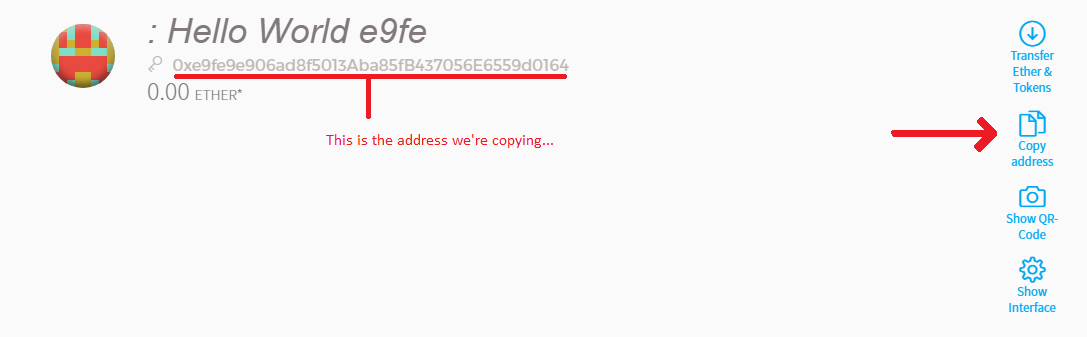 : Hello World e9fe
0xe9fe9e906ad8f5013Aba85fB437056E6559d0164
0.00 ETHER*
This is the address we're copying...
Transfer
Ether &
Tokens
Copy
address
Show QR-
Code
Show
Interface